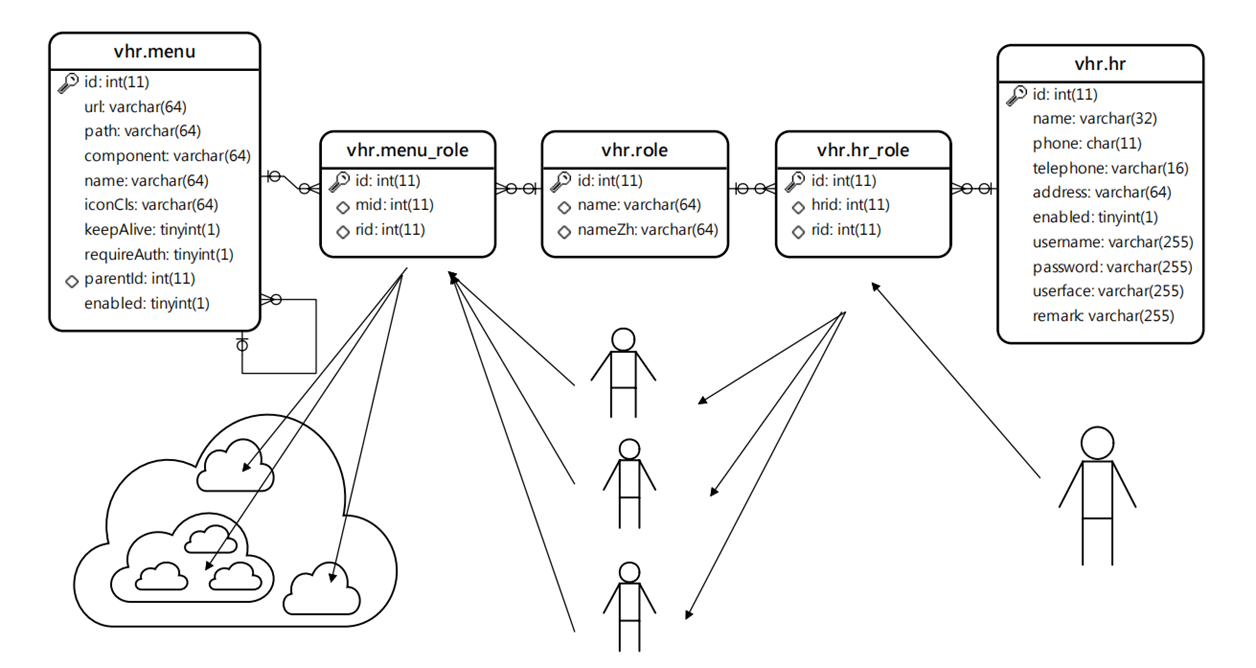 vhr.menu
id: int(11)
url: varchar(64)
path: varchar(64)
component: varchar(64)
name: varchar(64)
iconCls: varchar(64)
keepAlive: tinyint(1)
requireAuth: tinyint(1)
parentId: int(11)
enabled: tinyint(1)
vhr.menu_role
id: int(11)
mid: int(11)
rid: int(11)
vhr.role
id: int(11)
name: varchar(64)
nameZh: varchar(64)
vhr.hr_role
id: int(11)
hrid: int(11)
rid: int(11)
vhr.hr
id: int(11)
name: varchar(32)
phone: char(11)
telephone: varchar(16)
address: varchar(64)
enabled: tinyint(1)
username: varchar(255)
password: varchar(255)
userface: varchar(255)
remark: varchar(255)